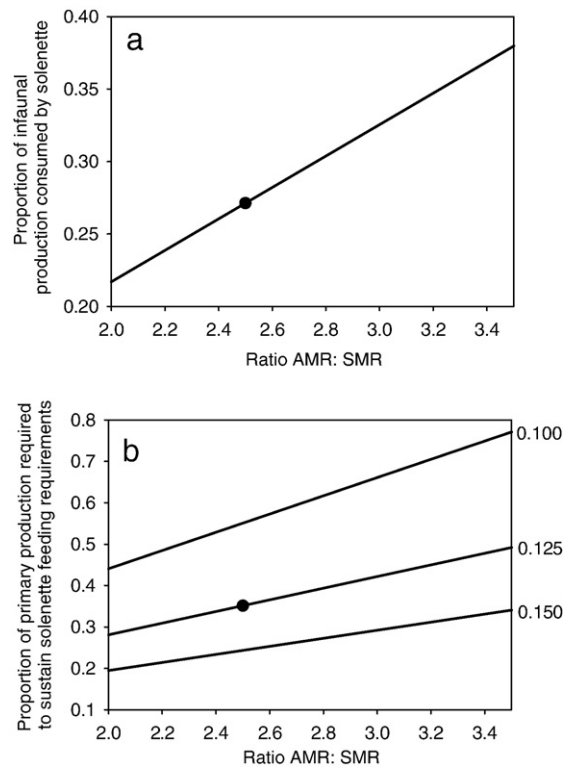 a
Proportion of infaunal
production consumed by solenette
0.40
0.35
0.30
0.25
0.20
2.0 2.2 2.4 2.6 2.8 3.0 3.2 3.4
Ratio AMR: SMR
b
Proportion of primary production required
to sustain solenette feeding requirements
0.8
0.7
0.6
0.5
0.4
0.3
0.2
0.1
0.100
0.125
0.150
2.0 2.2 2.4 2.6 2.8 3.0 3.2 3.4
Ratio AMR: SMR